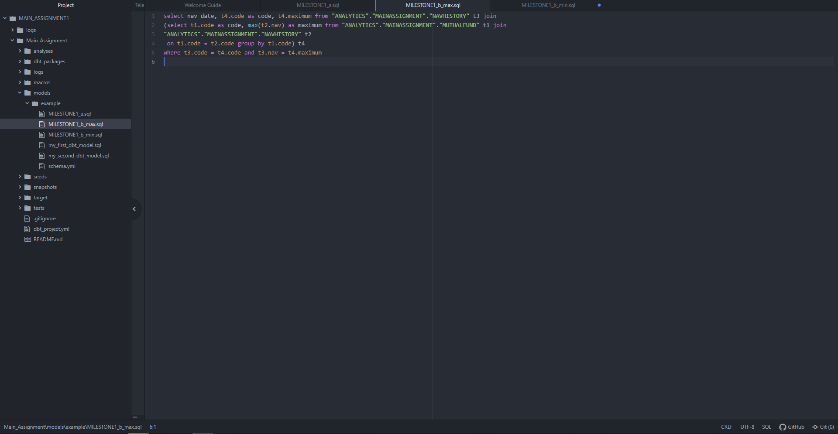 Project
Tele
Welcome Guide
MILESTONE1_a.sql
MILESTONE1_b_max.sql
MILESTONE1_b_min.sql
MAIN_ASSIGNMENT1
logs
Main_Assignment
analyses
dbt_packages
logs
macros
models
example
MILESTONE1_a.sql
MILESTONE1_b_max.sql
MILESTONE1_b_min.sql
my_first_dbt_model.sql
my_second_dbt_model.sql
schema.yml
seeds
snapshots
target
tests
.gitignore
dbt_project.yml
README.md
1 select nav_date, t4.code as code, t4.maximum from "ANALYTICS"."MAINASSIGNMENT"."NAVHISTORY" t3 join
2 (select t1.code as code, max(t2.nav) as maximum from "ANALYTICS"."MAINASSIGNMENT"."MUTUALFUND" t1 join
3 "ANALYTICS"."MAINASSIGNMENT"."NAVHISTORY" t2
4 on t1.code = t2.code group by t1.code) t4
5 where t3.code = t4.code and t3.nav = t4.maximum
6
Main_Assignment\models\example\MILESTONE1_b_max.sql 6:1
CRLF UTF-8 SQL GitHub Git (0)